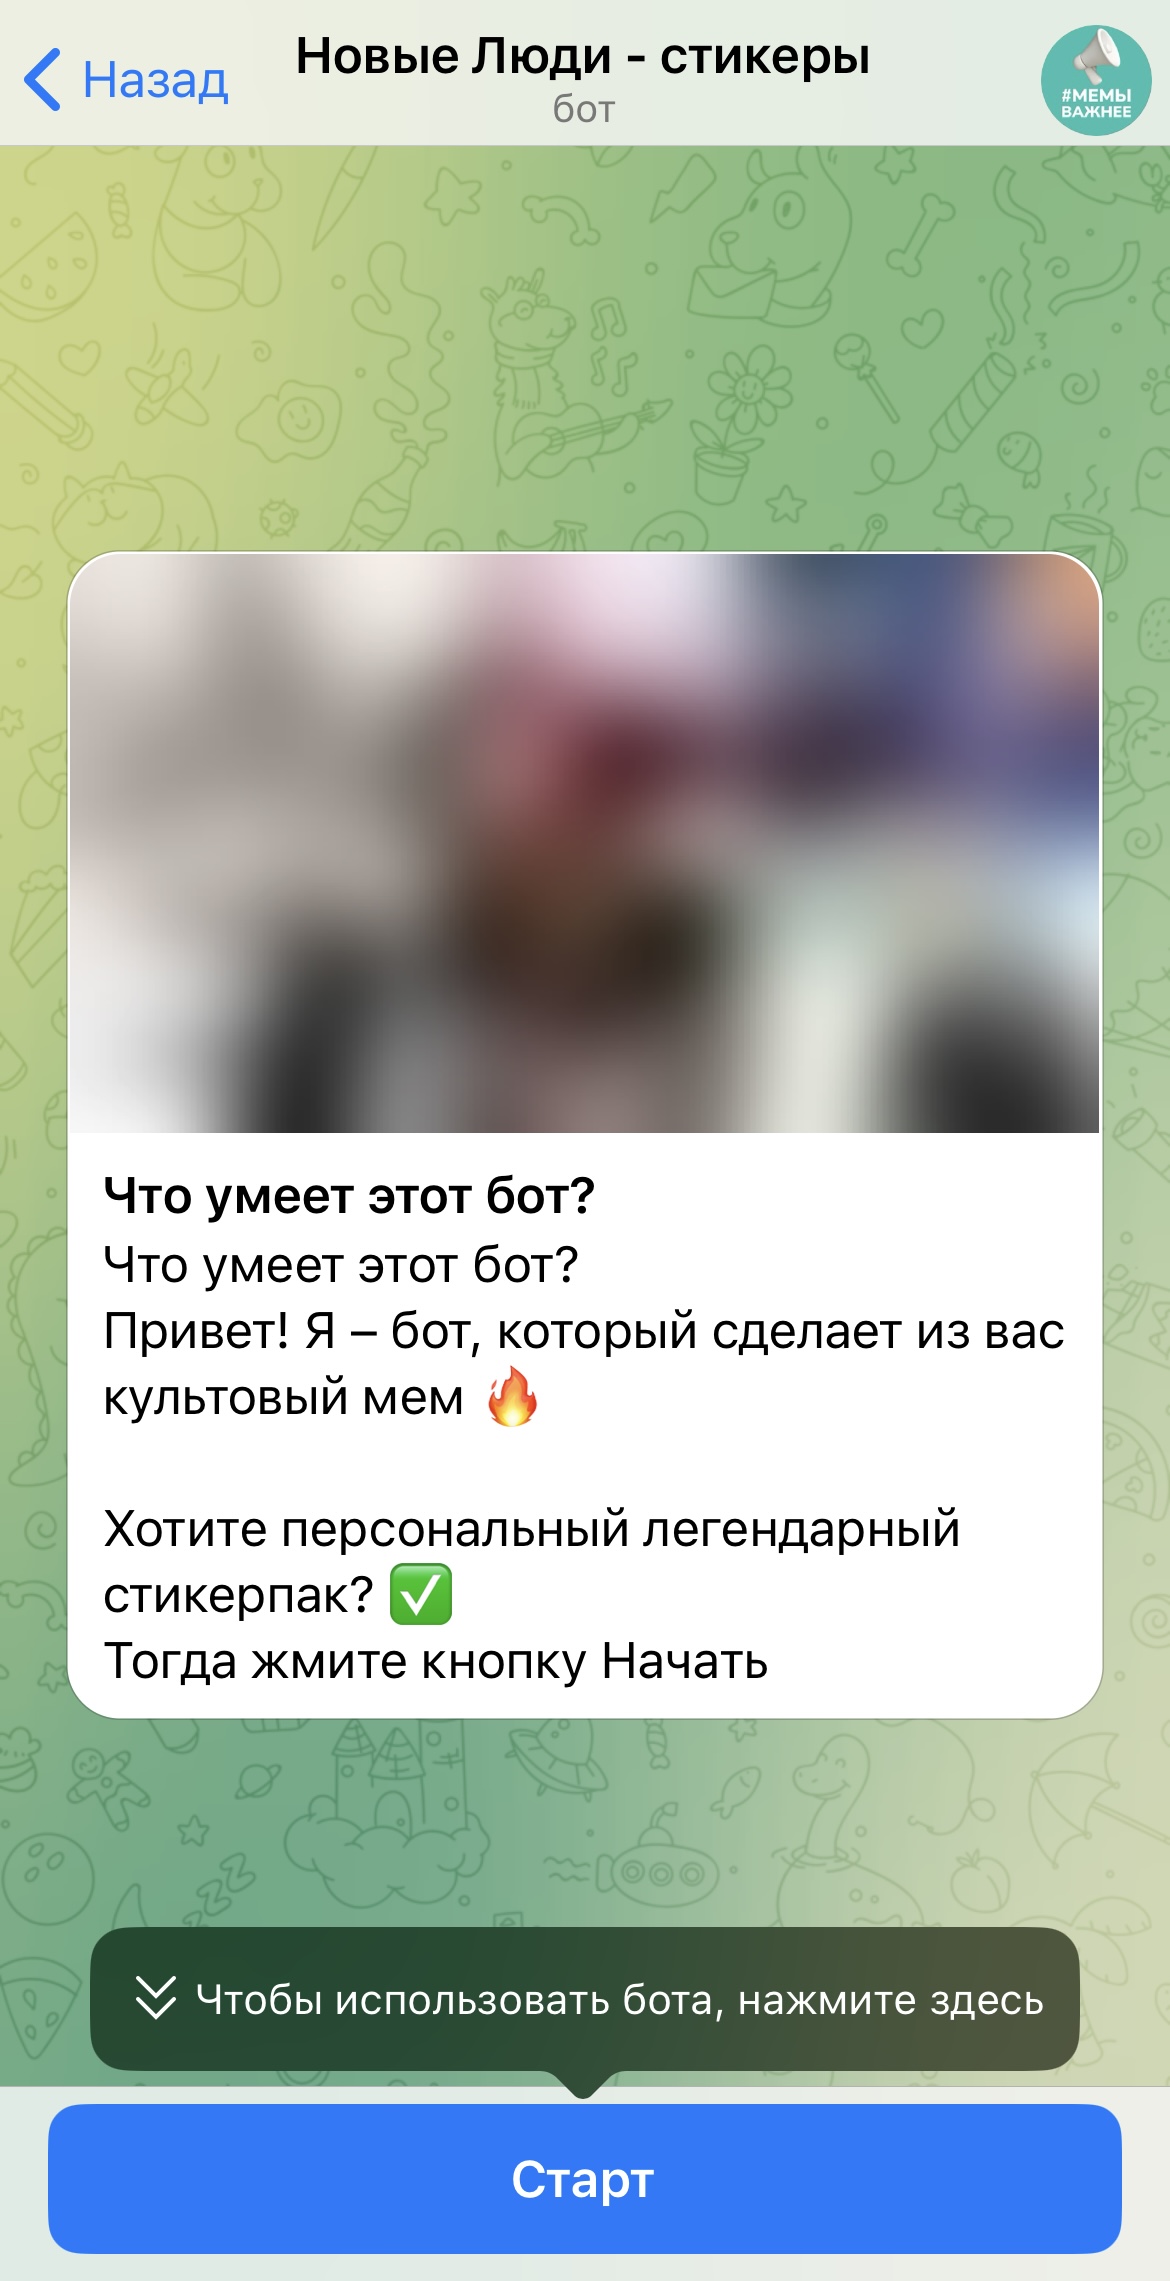 Назад
Новые Люди - стикеры
бот
#МЕМЫ
ВАЖНЕЕ
Что умеет этот бот?
Что умеет этот бот?
Привет! Я – бот, который сделает из вас
культовый мем 🔥
Хотите персональный легендарный
стикерпак? ✅
Тогда жмите кнопку Начать
Чтобы использовать бота, нажмите здесь
Старт